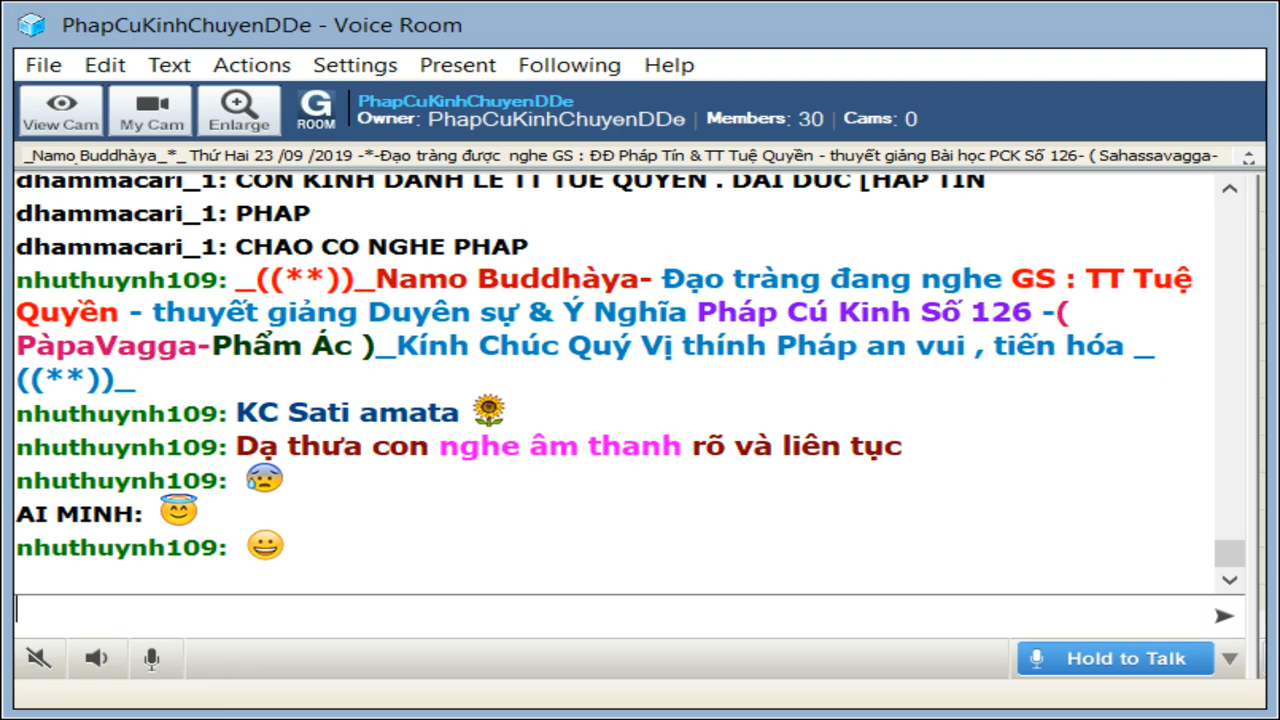 PhapCuKinhChuyenDDe - Voice Room
File Edit Text Actions Settings Present Following Help
View Cam My Cam Enlarge G ROOM PhapCuKinhChuyenDDe
Owner: PhapCuKinhChuyenDDe | Members: 30 | Cams: 0
_Namo Buddhàya_*_ Thứ Hai 23 /09 /2019 -*-Đạo tràng được nghe GS : ĐĐ Pháp Tín & TT Tuệ Quyền - thuyết giảng Bài học PCK Số 126- ( Sahassavagga-
dhammacari_1: CON KINH DANH LE TT TUE QUYEN . DAI DUC [HAP TIN
dhammacari_1: PHAP
dhammacari_1: CHAO CO NGHE PHAP
nhuthuynh109: _((**))_Namo Buddhàya- Đạo tràng đang nghe GS : TT Tuệ
Quyền - thuyết giảng Duyên sự & Ý Nghĩa Pháp Cú Kinh Số 126 -(
PàpaVagga-Phẩm Ác )_Kính Chúc Quý Vị thính Pháp an vui , tiến hóa _
((**))_
nhuthuynh109: KC Sati amata
nhuthuynh109: Dạ thưa con nghe âm thanh rõ và liên tục
nhuthuynh109:
AI MINH:
nhuthuynh109:
Hold to Talk